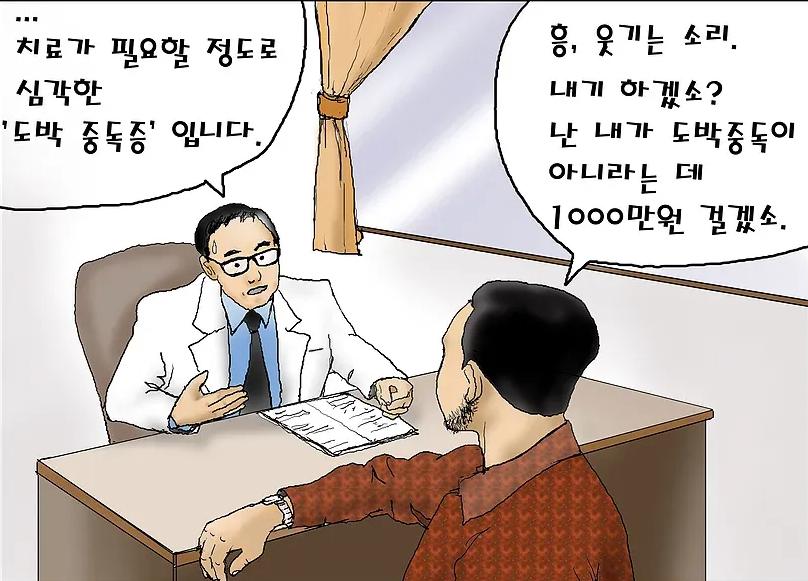 ...
치료가 필요할 정도로
심각한
'도박 중독증' 입니다.
흥, 웃기는 소리.
내기 하겠소?
난 내가 도박중독이
아니라는 데
1000만원 걸겠소.